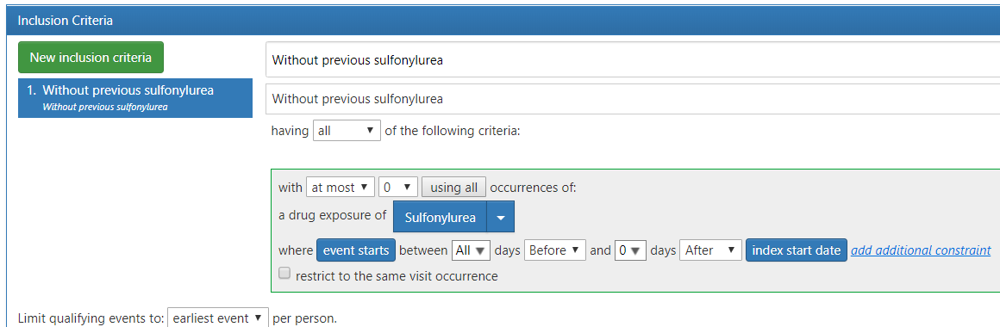 Inclusion Criteria
New inclusion criteria
1. Without previous sulfonylurea
Without previous sulfonylurea
Without previous sulfonylurea
Without previous sulfonylurea
having all of the following criteria:
with at most 0 using all occurrences of:
a drug exposure of Sulfonylurea
where event starts between All days Before and 0 days After index start date add additional constraint
restrict to the same visit occurrence
Limit qualifying events to: earliest event per person.